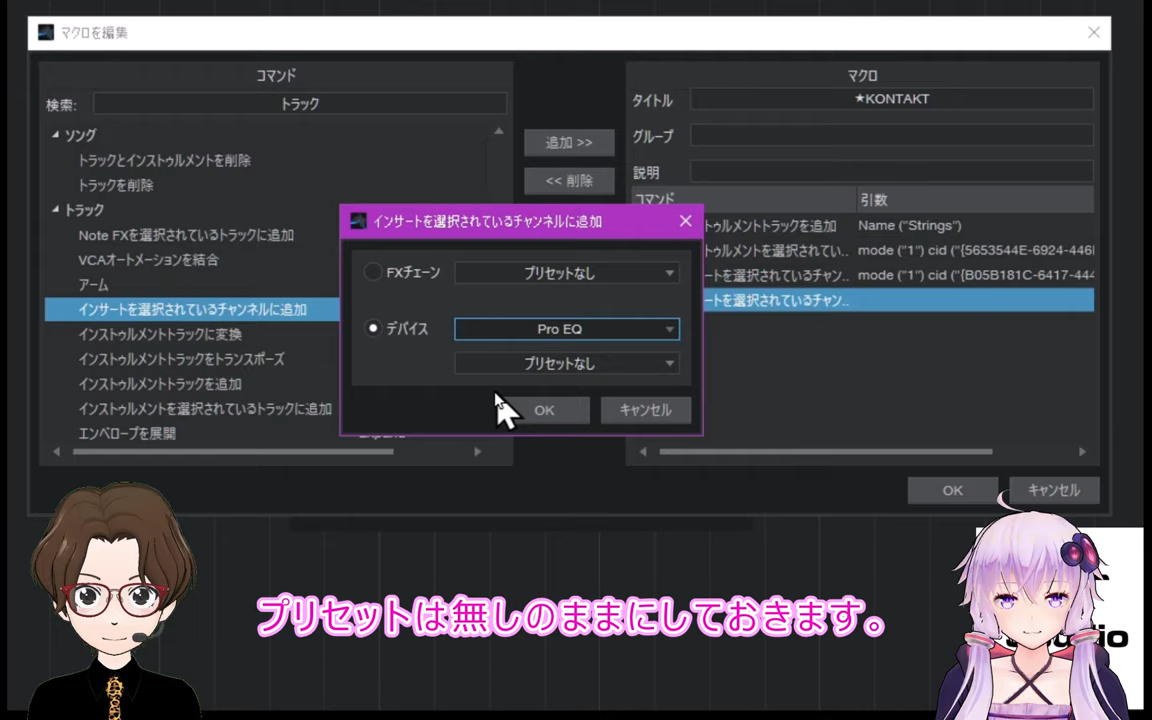 マクロを編集
コマンド
検索: トラック
ソング
トラックとインストゥルメントを削除
トラックを削除
トラック
Note FXを選択されているトラックに追加
VCAオートメーションを結合
アーム
インサートを選択されているチャンネルに追加
インストゥルメントトラックに変換
インストゥルメントトラックをトランスポーズ
インストゥルメントトラックを追加
インストゥルメントを選択されているトラックに追加
エンベロープを展開
追加 >>
<< 削除
マクロ
タイトル ★KONTAKT
グループ
説明
コマンド 引数
トゥルメントトラックを追加 Name ("Strings")
トゥルメントを選択されてい.. mode ("1") cid ("{5653544E-6924-446
ートを選択されているチャン.. mode ("1") cid ("{B05B181C-6417-444
ートを選択されているチャン..
インサートを選択されているチャンネルに追加
FXチェーン プリセットなし
デバイス Pro EQ
プリセットなし
OK キャンセル
OK キャンセル
プリセットは無しのままにしておきます。